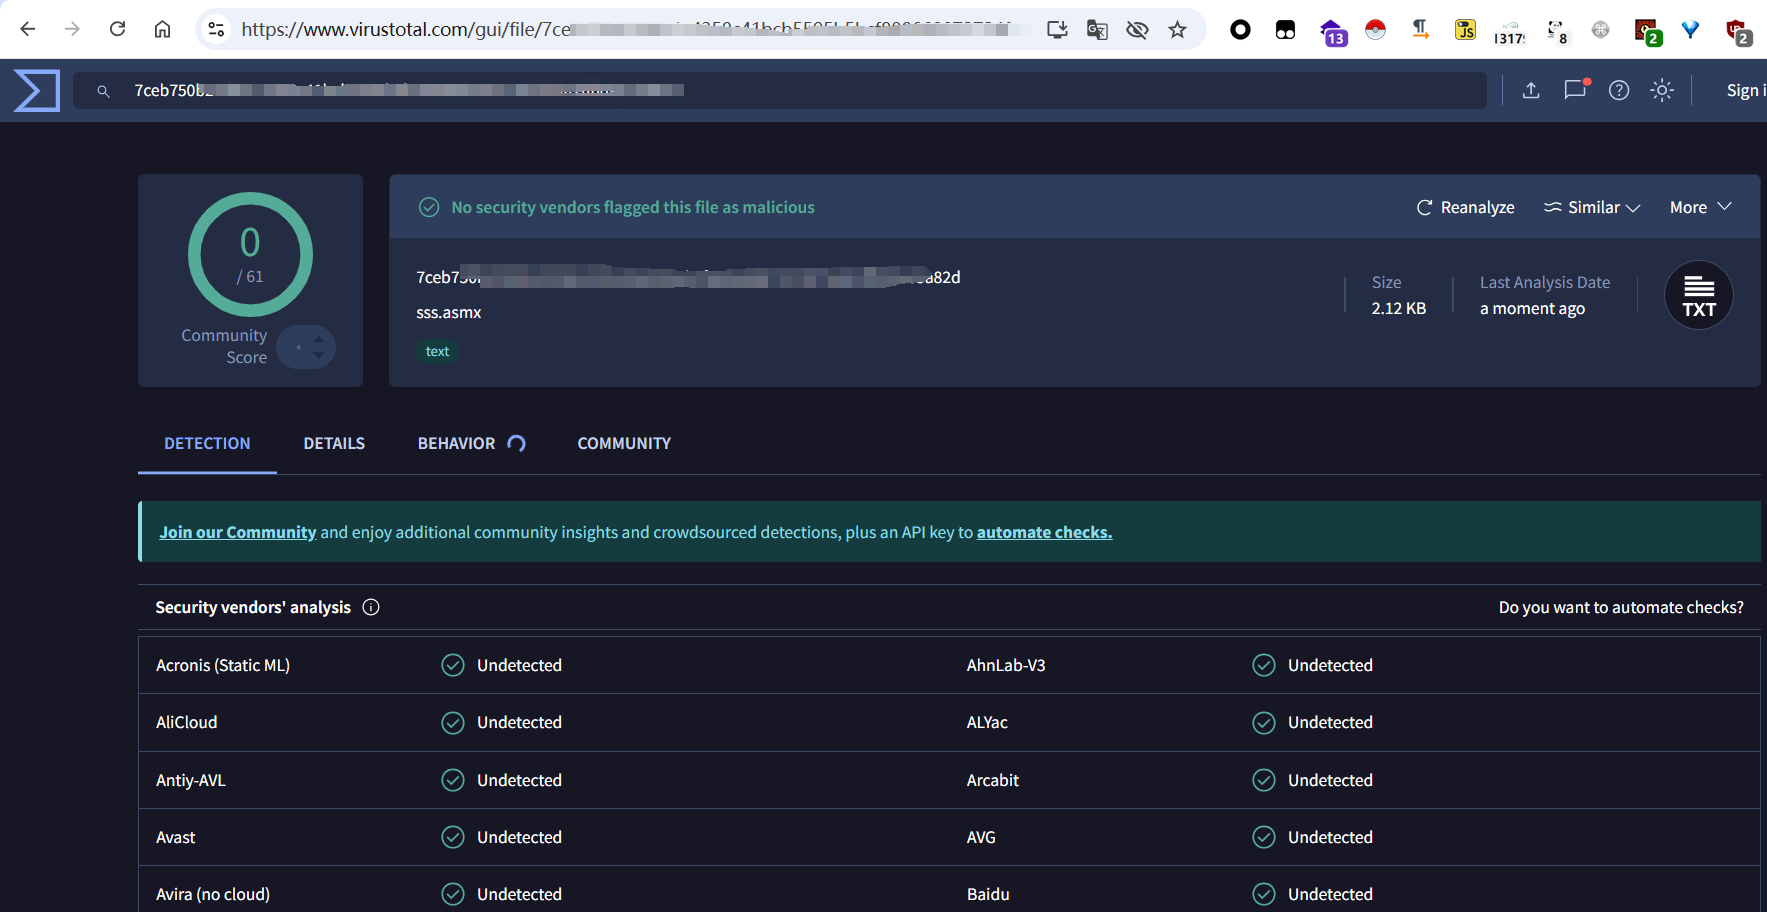 https://www.virustotal.com/gui/file/7ce
13
JS
1317
8
2
2
7ceb750b2
Sign i
0
/ 61
Community
Score
No security vendors flagged this file as malicious
Reanalyze
Similar
More
7ceb750 a82d
sss.asmx
text
Size
2.12 KB
Last Analysis Date
a moment ago
TXT
DETECTION
DETAILS
BEHAVIOR
COMMUNITY
Join our Community and enjoy additional community insights and crowdsourced detections, plus an API key to automate checks.
Security vendors' analysis
Do you want to automate checks?
Acronis (Static ML) Undetected AhnLab-V3 Undetected
AliCloud Undetected ALYac Undetected
Antiy-AVL Undetected Arcabit Undetected
Avast Undetected AVG Undetected
Avira (no cloud) Undetected Baidu Undetected